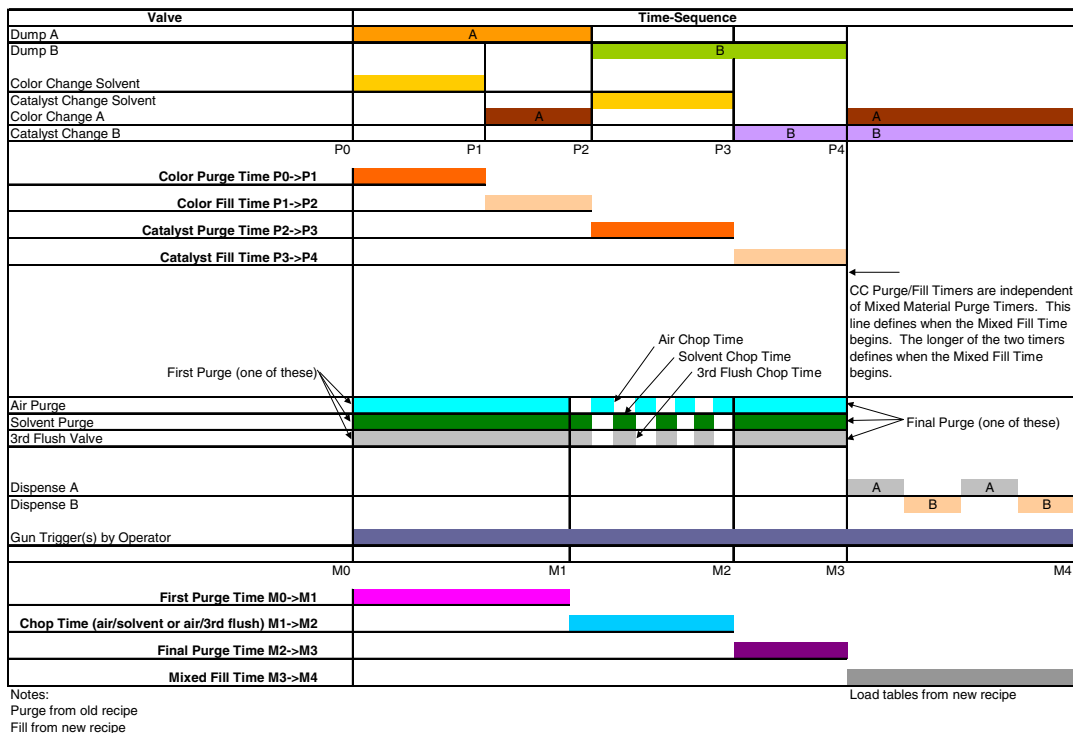 Valve Time-Sequence
Dump A A
Dump B B
Color Change Solvent
Catalyst Change Solvent
Color Change A A A
Catalyst Change B B B
P0 P1 P2 P3 P4
Color Purge Time P0->P1
Color Fill Time P1->P2
Catalyst Purge Time P2->P3
Catalyst Fill Time P3->P4
CC Purge/Fill Timers are independent
of Mixed Material Purge Timers. This
line defines when the Mixed Fill Time
begins. The longer of the two timers
defines when the Mixed Fill Time
begins.
Air Chop Time
Solvent Chop Time
3rd Flush Chop Time
First Purge (one of these)
Air Purge
Solvent Purge
3rd Flush Valve
Final Purge (one of these)
Dispense A A A
Dispense B B B
Gun Trigger(s) by Operator
M0 M1 M2 M3 M4
First Purge Time M0->M1
Chop Time (air/solvent or air/3rd flush) M1->M2
Final Purge Time M2->M3
Mixed Fill Time M3->M4
Notes: Load tables from new recipe
Purge from old recipe
Fill from new recipe